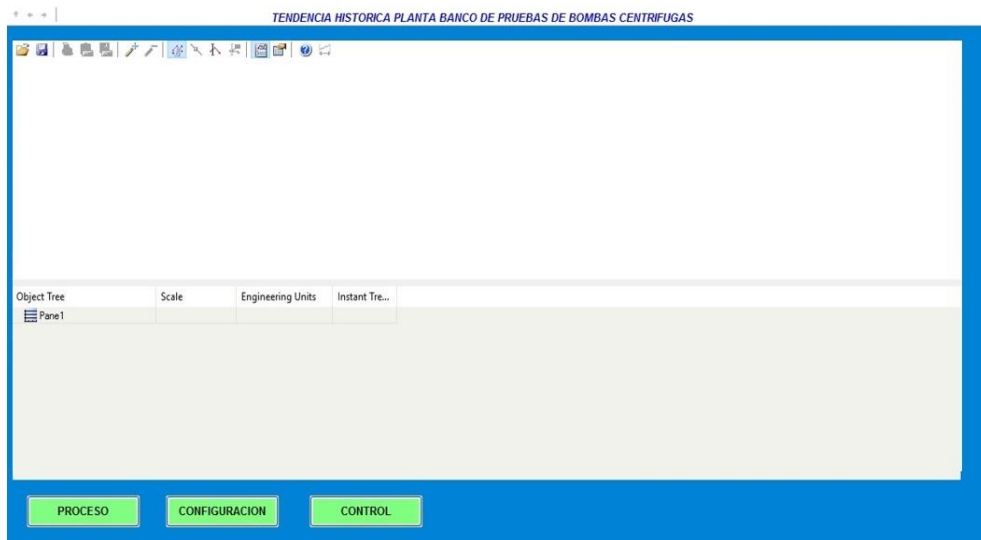 TENDENCIA HISTORICA PLANTA BANCO DE PRUEBAS DE BOMBAS CENTRIFUGAS
Object Tree Scale Engineering Units Instant Tre...
Pane1
PROCESO CONFIGURACION CONTROL